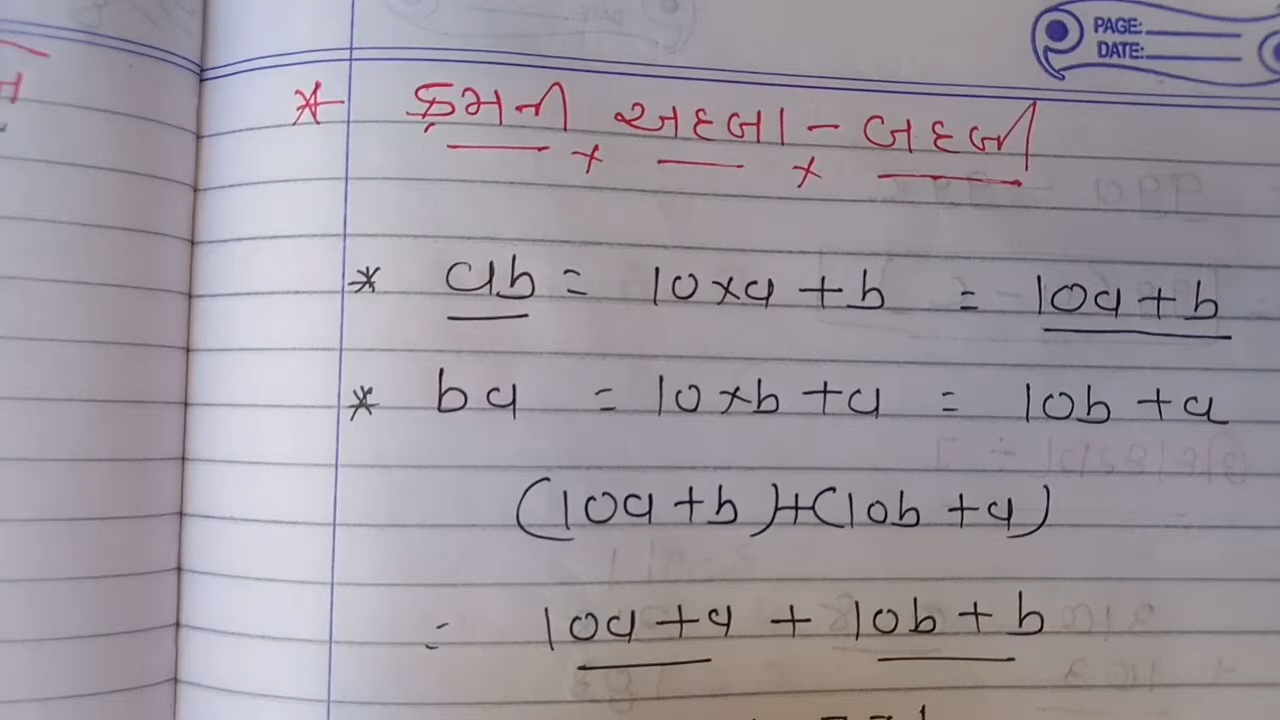 PAGE:
DATE:
* ક્રમની અદલા - બદલી
* ab = 10×a + b = 10a + b
* ba = 10×b + a = 10b + a
(10a + b) + (10b + a)
= 10a + a + 10b + b